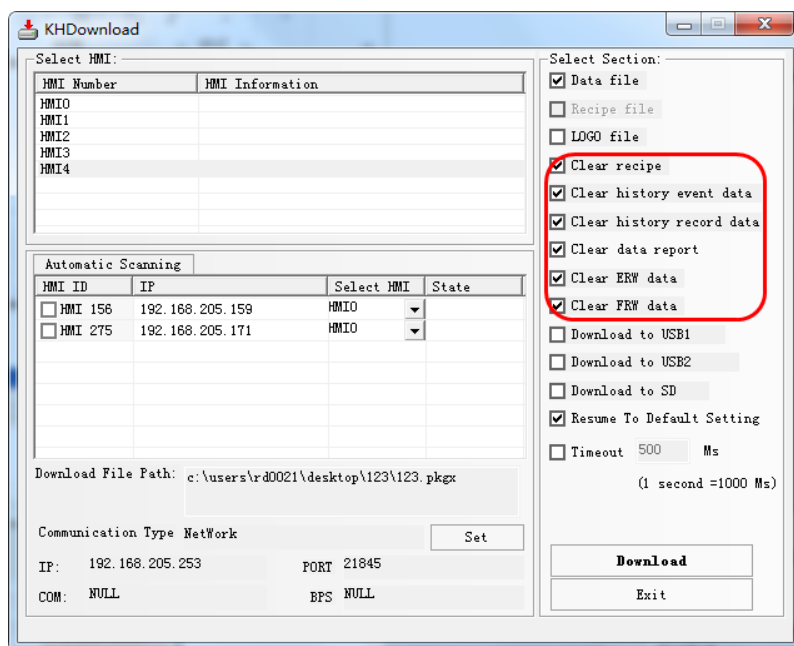 KHDownload
Select HMI:
HMI Number HMI Information
HMI0
HMI1
HMI2
HMI3
HMI4
Automatic Scanning
HMI ID IP Select HMI State
HMI 156 192.168.205.159 HMI0
HMI 275 192.168.205.171 HMI0
Download File Path: c:\users\rd0021\desktop\123\123.pkgx
Communication Type NetWork Set
IP: 192.168.205.253 PORT 21845
COM: NULL BPS NULL
Select Section:
Data file
Recipe file
LOGO file
Clear recipe
Clear history event data
Clear history record data
Clear data report
Clear ERW data
Clear FRW data
Download to USB1
Download to USB2
Download to SD
Resume To Default Setting
Timeout 500 Ms
(1 second =1000 Ms)
Download
Exit